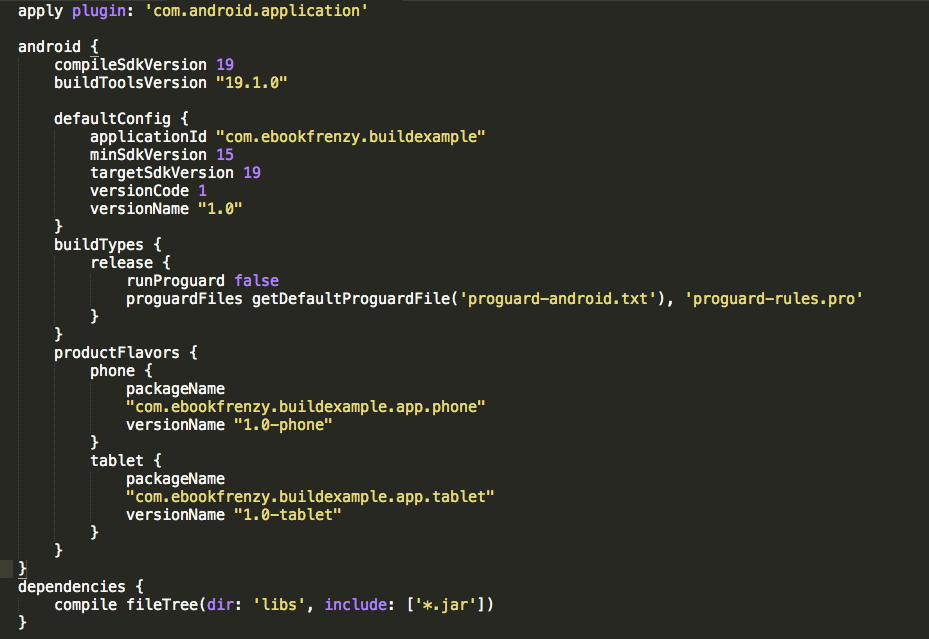 apply plugin: 'com.android.application'
android {
compileSdkVersion 19
buildToolsVersion "19.1.0"
defaultConfig {
applicationId "com.ebookfrenzy.buildexample"
minSdkVersion 15
targetSdkVersion 19
versionCode 1
versionName "1.0"
}
buildTypes {
release {
runProguard false
proguardFiles getDefaultProguardFile('proguard-android.txt'), 'proguard-rules.pro'
}
}
productFlavors {
phone {
packageName
"com.ebookfrenzy.buildexample.app.phone"
versionName "1.0-phone"
}
tablet {
packageName
"com.ebookfrenzy.buildexample.app.tablet"
versionName "1.0-tablet"
}
}
}
dependencies {
compile fileTree(dir: 'libs', include: ['*.jar'])
}